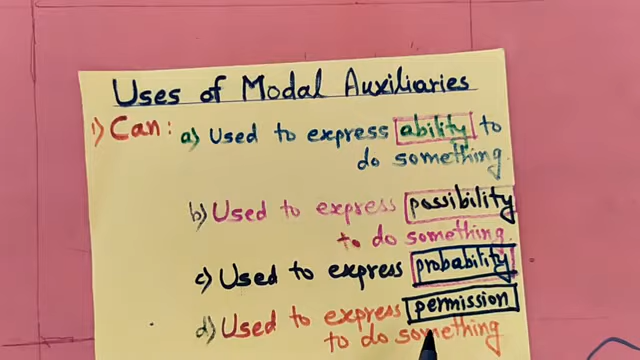 Uses of Modal Auxiliaries
1) Can: a) Used to express ability to
do something.
b) Used to express possibility
to do something.
c) Used to express probability
d) Used to express permission
to do something